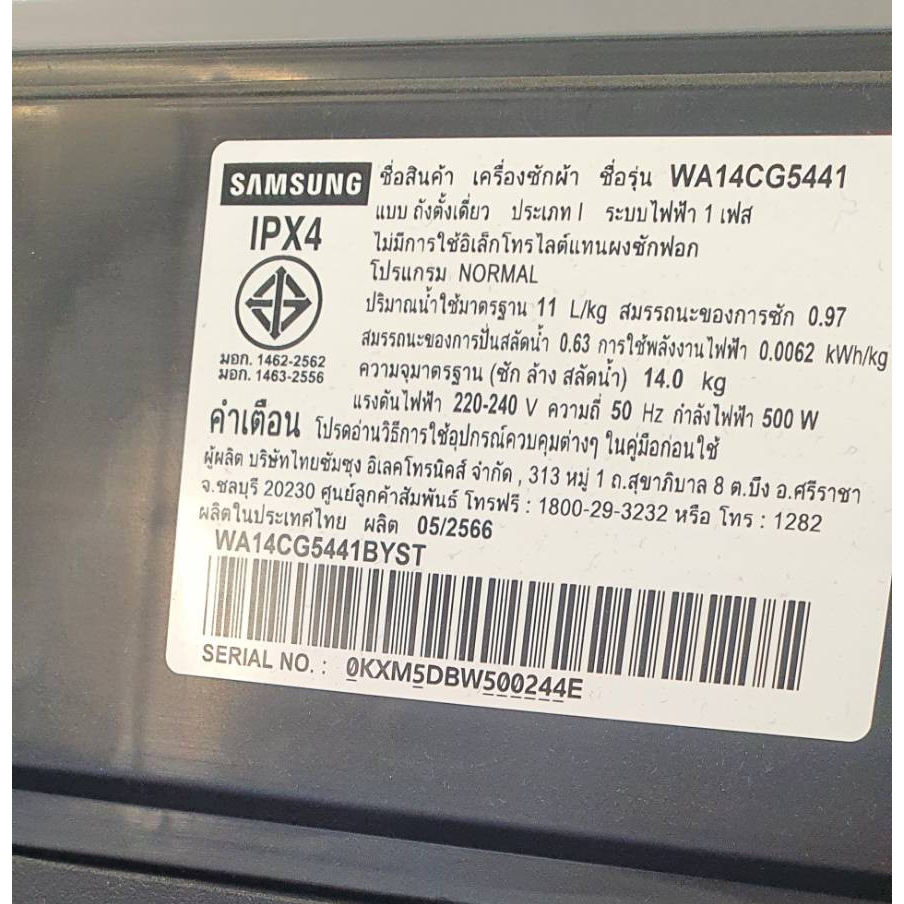 SAMSUNG ชื่อสินค้า เครื่องซักผ้า ชื่อรุ่น WA14CG5441
แบบ ถังตั้งเดี่ยว ประเภท I ระบบไฟฟ้า 1 เฟส
IPX4 ไม่มีการใช้อิเล็กโทรไลต์แทนผงซักฟอก
โปรแกรม NORMAL
ปริมาณน้ำใช้มาตรฐาน 11 L/kg สมรรถนะของการซัก 0.97
สมรรถนะของการปั่นสลัดน้ำ 0.63 การใช้พลังงานไฟฟ้า 0.0062 kWh/kg
มอก. 1462-2562
มอก. 1463-2556
ความจุมาตรฐาน (ซัก ล้าง สลัดน้ำ) 14.0 kg
แรงดันไฟฟ้า 220-240 V ความถี่ 50 Hz กำลังไฟฟ้า 500 W
คำเตือน โปรดอ่านวิธีการใช้อุปกรณ์ควบคุมต่างๆ ในคู่มือก่อนใช้
ผู้ผลิต บริษัทไทยซัมซุง อิเลคโทรนิคส์ จำกัด , 313 หมู่ 1 ถ.สุขาภิบาล 8 ต.บึง อ.ศรีราชา
จ.ชลบุรี 20230 ศูนย์ลูกค้าสัมพันธ์ โทรฟรี : 1800-29-3232 หรือ โทร : 1282
ผลิตในประเทศไทย ผลิต 05/2566
WA14CG5441BYST
SERIAL NO. : 0KXM5DBW500244E